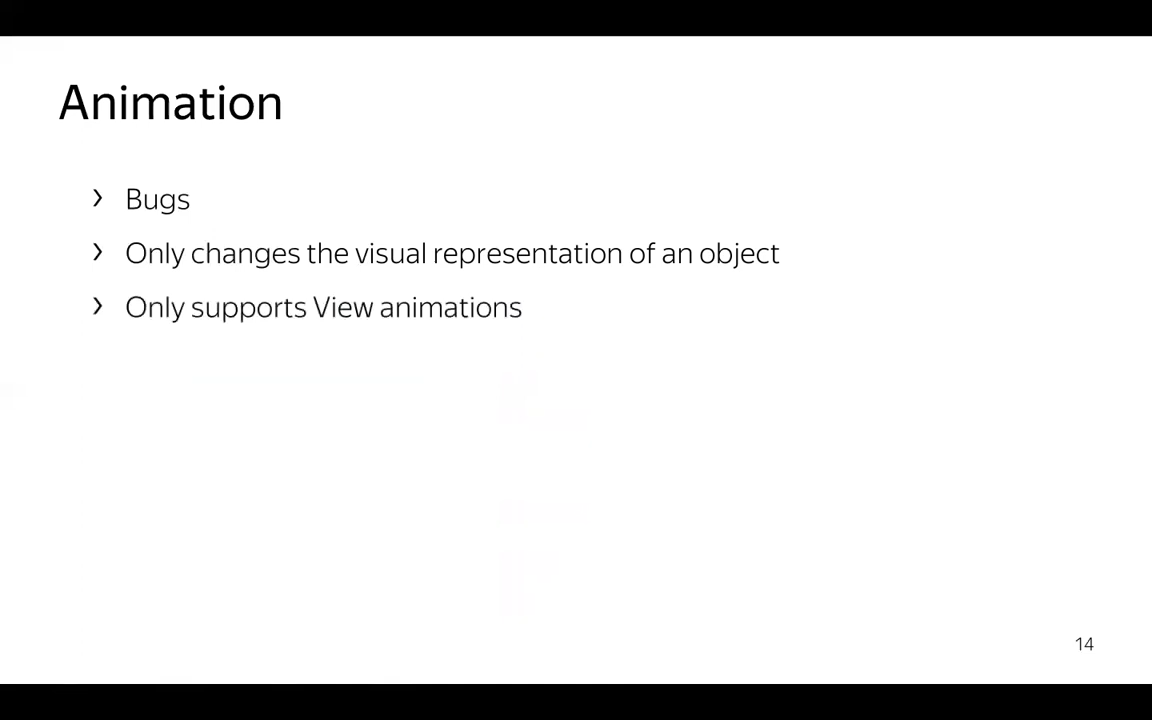 Animation
› Bugs
› Only changes the visual representation of an object
› Only supports View animations
14